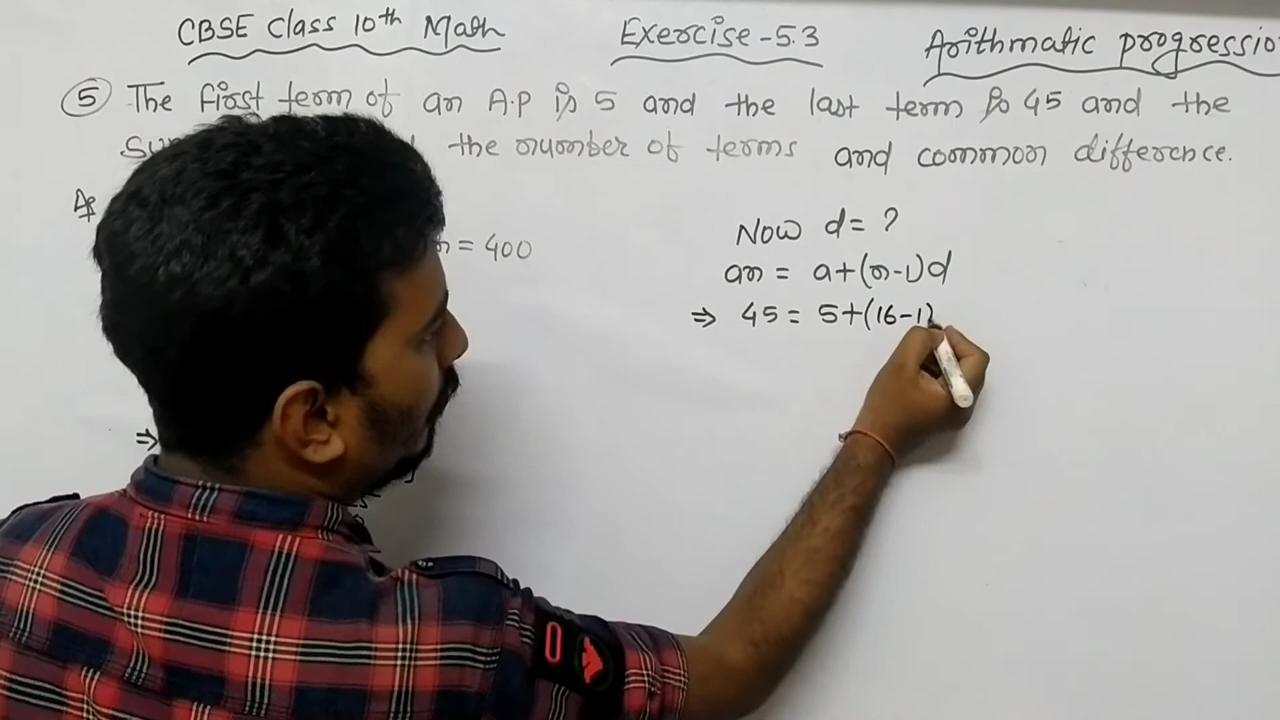 CBSE Class 10th Math
Exercise-5.3
Arithmatic progressio
5 The first term of an A.P is 5 and the last term is 45 and the
the number of terms and common difference.
= 400
Now d = ?
an = a+(n-1)d
⇒ 45 = 5+(16-1)
⇒